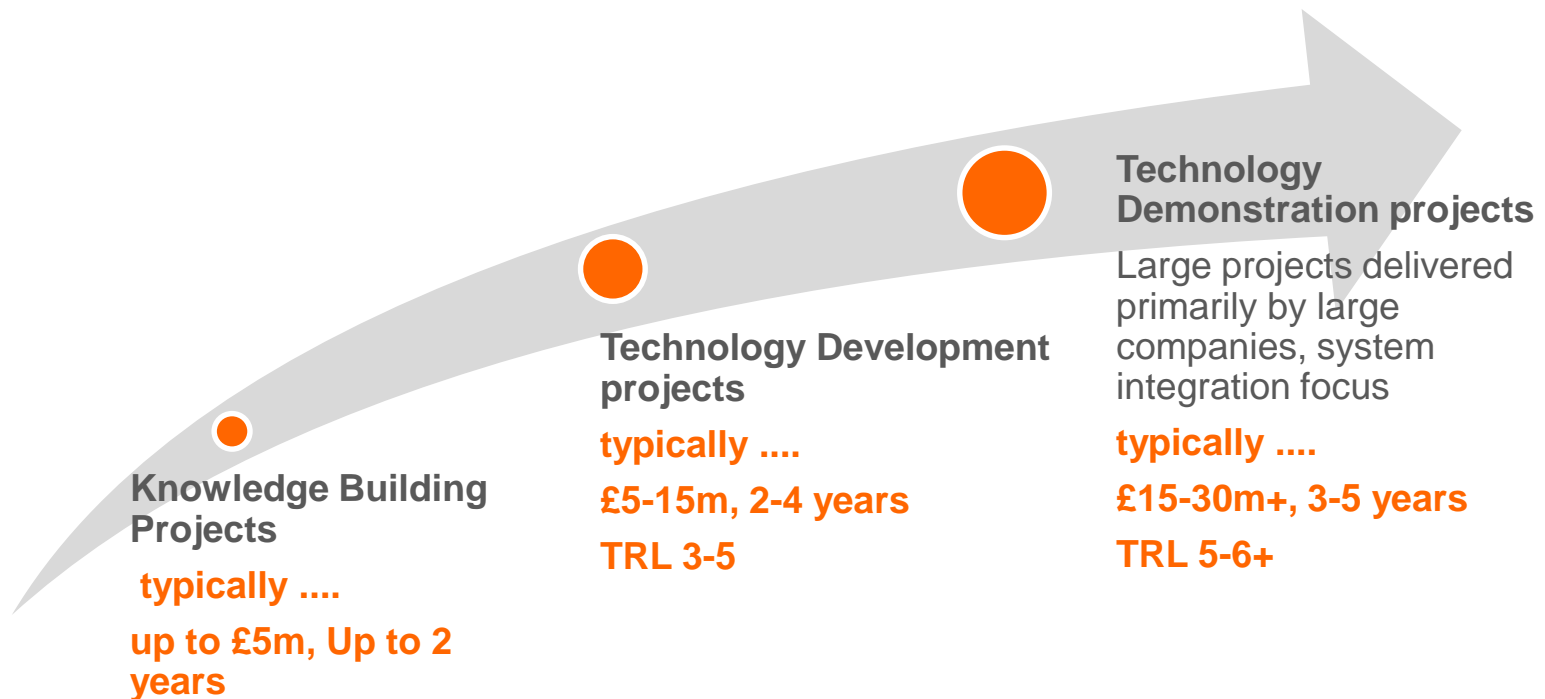 Knowledge Building
Projects
typically ....
up to £5m, Up to 2
years
Technology Development
projects
typically ....
£5-15m, 2-4 years
TRL 3-5
Technology
Demonstration projects
Large projects delivered
primarily by large
companies, system
integration focus
typically ....
£15-30m+, 3-5 years
TRL 5-6+